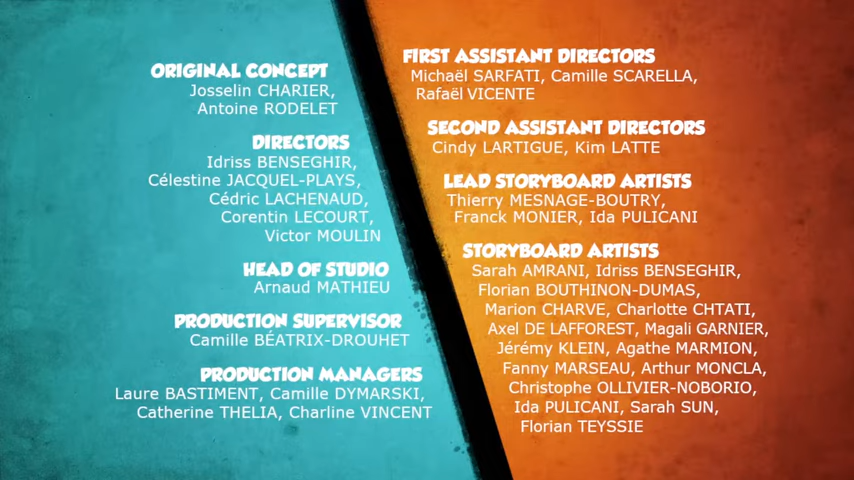 ORIGINAL CONCEPT
Josselin CHARIER,
Antoine RODELET
DIRECTORS
Idriss BENSEGHIR,
Célestine JACQUEL-PLAYS,
Cédric LACHENAUD,
Corentin LECOURT,
Victor MOULIN
HEAD OF STUDIO
Arnaud MATHIEU
PRODUCTION SUPERVISOR
Camille BÉATRIX-DROUHET
PRODUCTION MANAGERS
Laure BASTIMENT, Camille DYMARSKI,
Catherine THELIA, Charline VINCENT
FIRST ASSISTANT DIRECTORS
Michaël SARFATI, Camille SCARELLA,
Rafaël VICENTE
SECOND ASSISTANT DIRECTORS
Cindy LARTIGUE, Kim LATTE
LEAD STORYBOARD ARTISTS
Thierry MESNAGE-BOUTRY,
Franck MONIER, Ida PULICANI
STORYBOARD ARTISTS
Sarah AMRANI, Idriss BENSEGHIR,
Florian BOUTHINON-DUMAS,
Marion CHARVE, Charlotte CHTATI,
Axel DE LAFFOREST, Magali GARNIER,
Jérémy KLEIN, Agathe MARMION,
Fanny MARSEAU, Arthur MONCLA,
Christophe OLLIVIER-NOBORIO,
Ida PULICANI, Sarah SUN,
Florian TEYSSIE